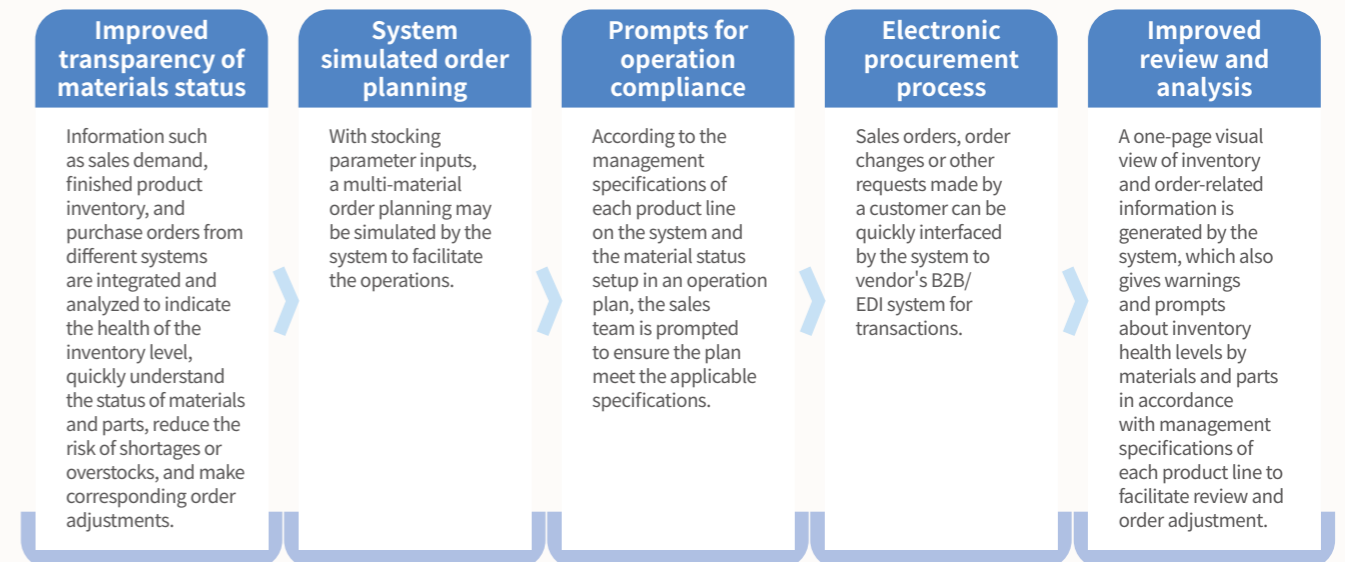 Improved
transparency of
materials status
Information such
as sales demand,
finished product
inventory, and
purchase orders from
different systems
are integrated and
analyzed to indicate
the health of the
inventory level,
quickly understand
the status of materials
and parts, reduce the
risk of shortages or
overstocks, and make
corresponding order
adjustments.
System
simulated order
planning
With stocking
parameter inputs,
a multi-material
order planning may
be simulated by the
system to facilitate
the operations.
Prompts for
operation
compliance
According to the
management
specifications of
each product line
on the system and
the material status
setup in an operation
plan, the sales
team is prompted
to ensure the plan
meet the applicable
specifications.
Electronic
procurement
process
Sales orders, order
changes or other
requests made by
a customer can be
quickly interfaced
by the system to
vendor's B2B/
EDI system for
transactions.
Improved
review and
analysis
A one-page visual
view of inventory
and order-related
information is
generated by the
system, which also
gives warnings
and prompts
about inventory
health levels by
materials and parts
in accordance
with management
specifications of
each product line to
facilitate review and
order adjustment.